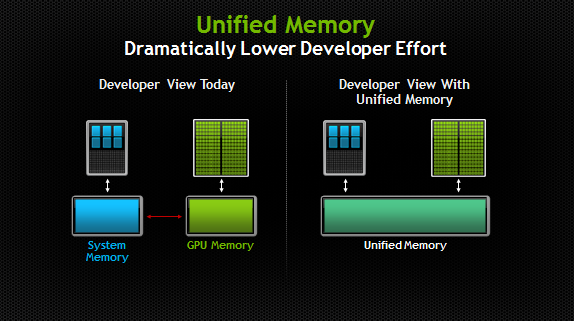 Unified Memory
Dramatically Lower Developer Effort
Developer View Today
System
Memory
GPU Memory
Developer View With
Unified Memory
Unified Memory